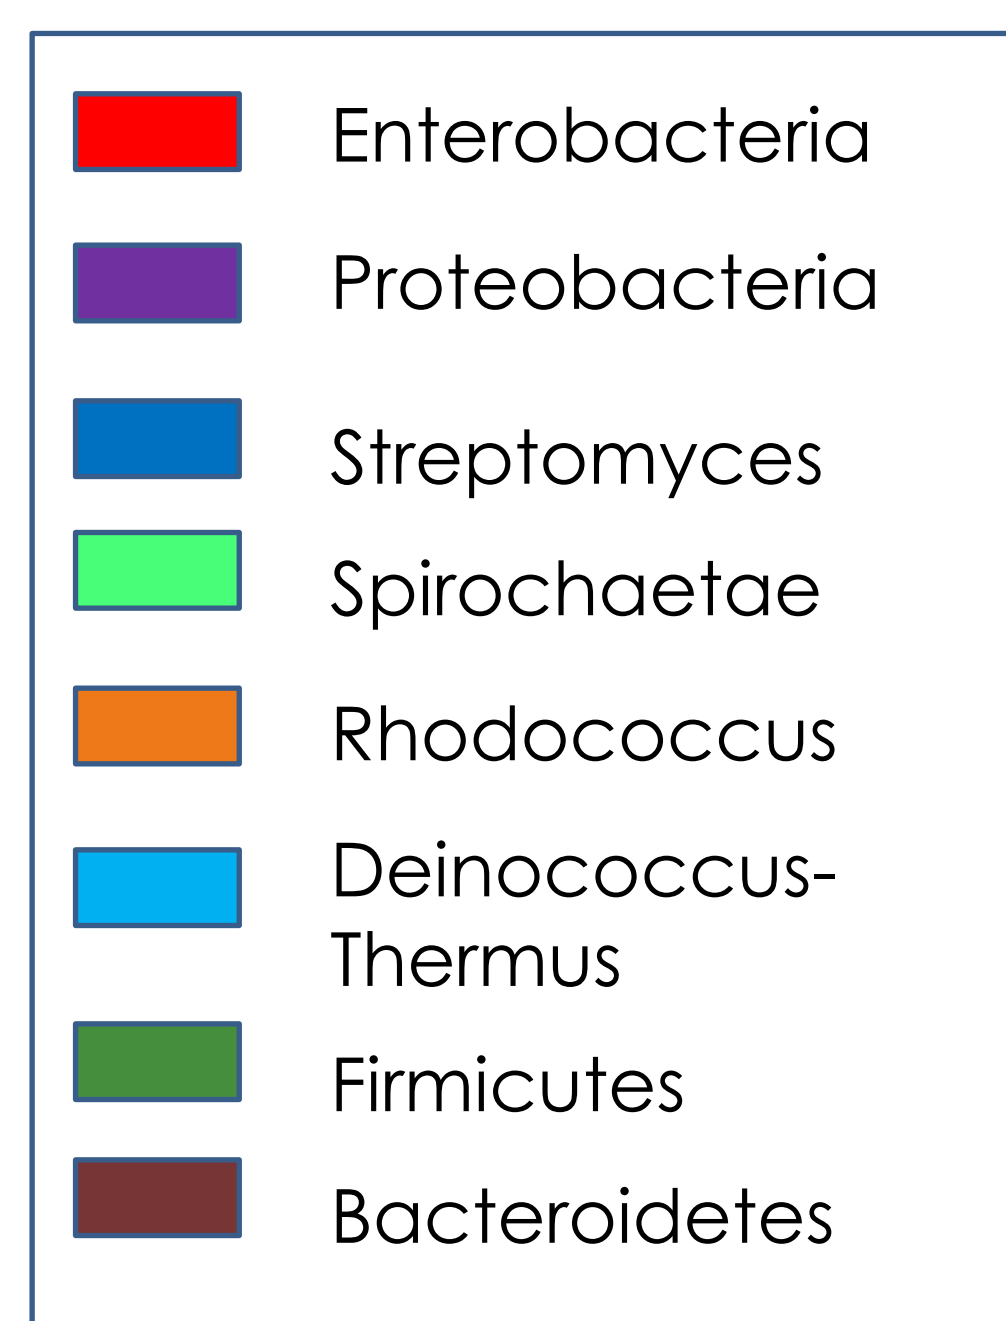 Enterobacteria
Proteobacteria
Streptomyces
Spirochaetae
Rhodococcus
Deinococcus-
Thermus
Firmicutes
Bacteroidetes